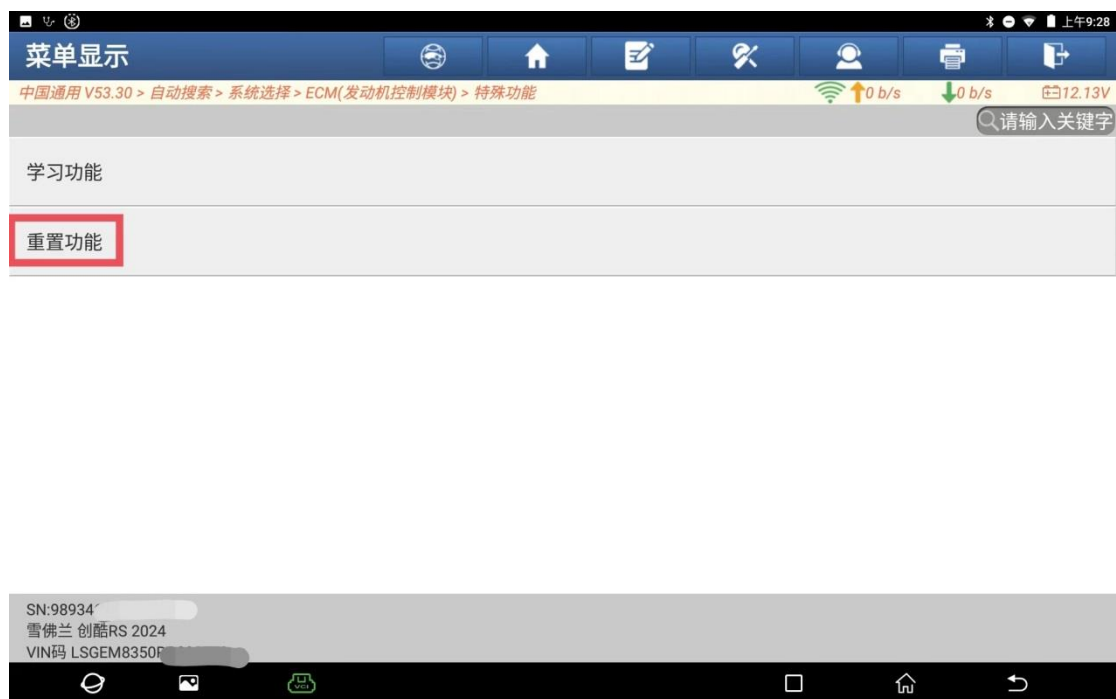 上午9:28
菜单显示
中国通用 V53.30 > 自动搜索 > 系统选择 > ECM(发动机控制模块) > 特殊功能 0 b/s 0 b/s 12.13V
请输入关键字
学习功能
重置功能
SN:98934
雪佛兰 创酷RS 2024
VIN码 LSGEM8350
VCI